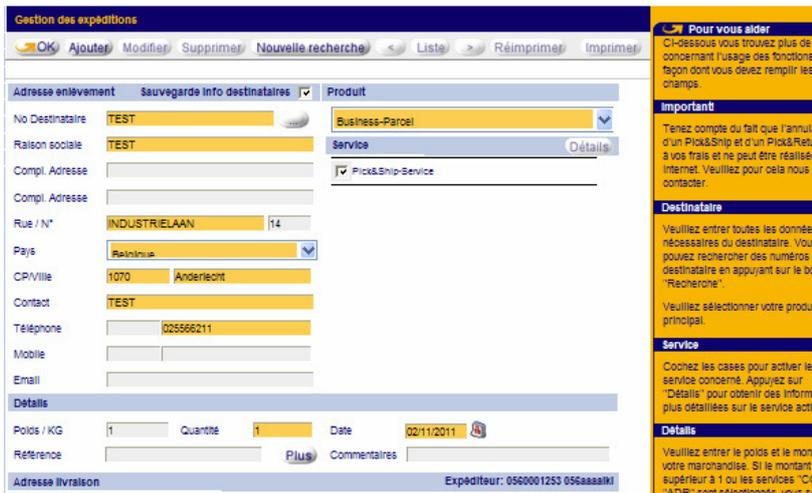 Gestion des expéditions
OK Ajouter Modifier Supprimer Nouvelle recherche < Liste > Réimprimer Imprimer
Adresse enlèvement Sauvegarde Info destinataires Produit
No Destinataire TEST ... Business-Parcel
Raison sociale TEST Service Détails
Compl. Adresse Pick&Ship-Service
Compl. Adresse
Rue / N° INDUSTRIELAAN 14
Pays Belgique
CP/Ville 1070 Anderlecht
Contact TEST
Téléphone 025566211
Mobile
Email
Détails
Poids / KG 1 Quantité 1 Date 02/11/2011
Référence Plus Commentaires
Adresse livraison Expéditeur: 0560001253
Pour vous aider
Ci-dessous vous trouvez plus de
concernant l'usage des fonctions
façon dont vous devez remplir les
champs.
Important!
Tenez compte du fait que l'annul
d'un Pick&Ship et d'un Pick&Retu
à vos frais et ne peut être réalisé
Internet. Veuillez pour cela nous
contacter.
Destinataire
Veuillez entrer toutes les donnée
nécessaires du destinataire. Vou
pouvez rechercher des numéros
destinataire en appuyant sur le bo
"Recherche".
Veuillez sélectionner votre produ
principal.
Service
Cochez les cases pour activer le
service concerné. Appuyez sur
"Détails" pour obtenir des inform
plus détaillées sur le service acti
Détails
Veuillez entrer le poids et le mon
votre marchandise. Si le montant
supérieur à 1 ou les services "C